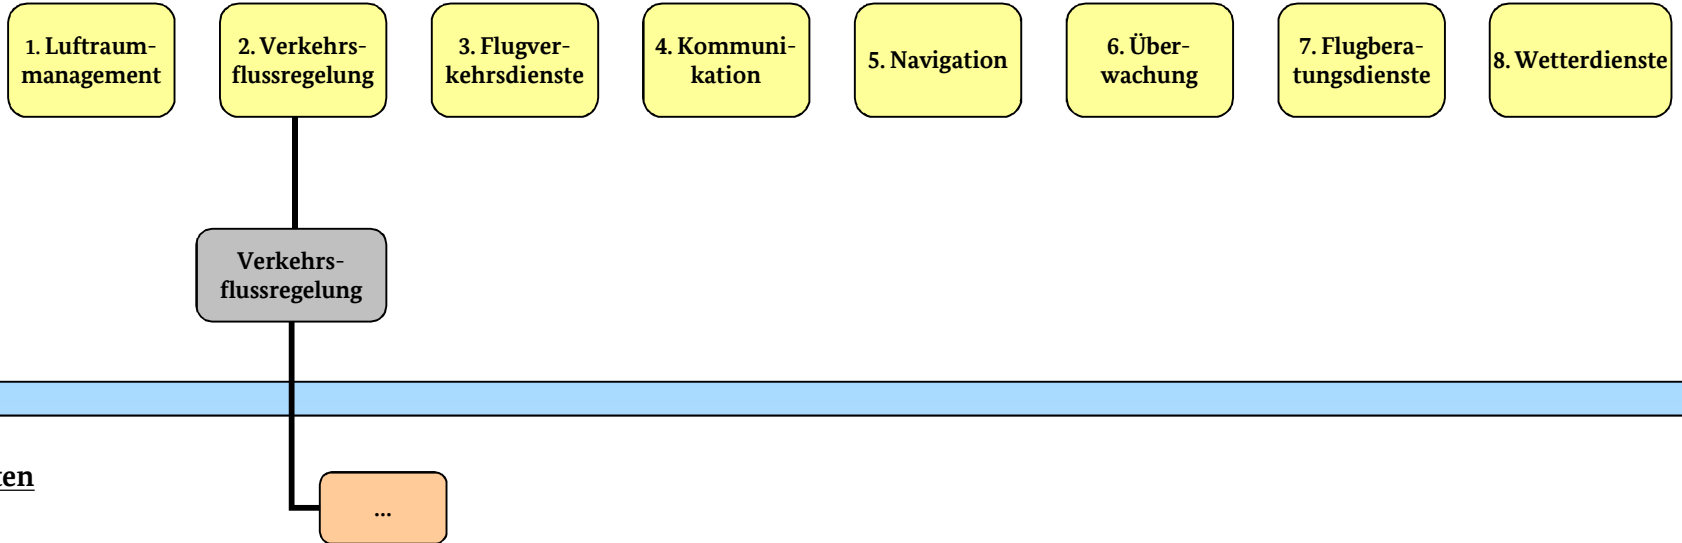 1. Luftraum-
management
2. Verkehrs-
flussregelung
3. Flugver-
kehrsdienste
4. Kommuni-
kation
5. Navigation
6. Über-
wachung
7. Flugbera-
tungsdienste
8. Wetterdienste
Verkehrs-
flussregelung
ten
...